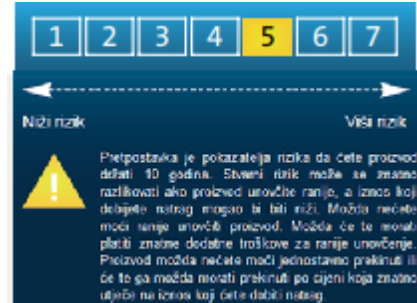 1 2 3 4 5 6 7
Niži rizik Viši rizik
Pretpostavka je pokazatelja rizika da ćete proizvod
držati 10 godina. Stvarni rizik može se znatno
razlikovati ako proizvod unovčite ranije, a iznos koji
dobijete natrag mogao bi biti niži. Možda nećete
moći ranije unovčiti proizvod. Možda će te morati
platiti znatne dodatne troškove za ranije unovčenje.
Proizvod možda nećete moći jednostavno prekinuti ili
će te ga možda morati prekinuti po cijeni koja znatno
utječe na iznos koji ćete dobiti natrag.